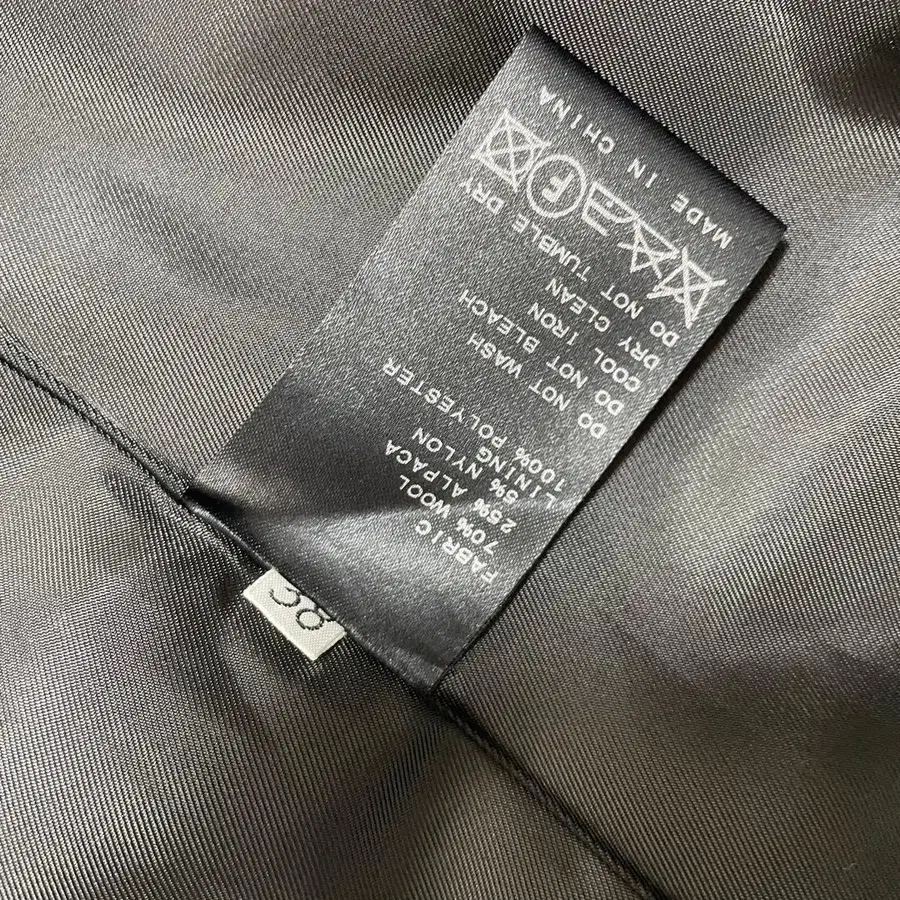 FABRIC
70% WOOL
25% ALPACA
5% NYLON
LINING
100% POLYESTER
DO NOT WASH
DO NOT BLEACH
COOL IRON
DRY CLEAN
DO NOT TUMBLE DRY
F
MADE IN CHINA